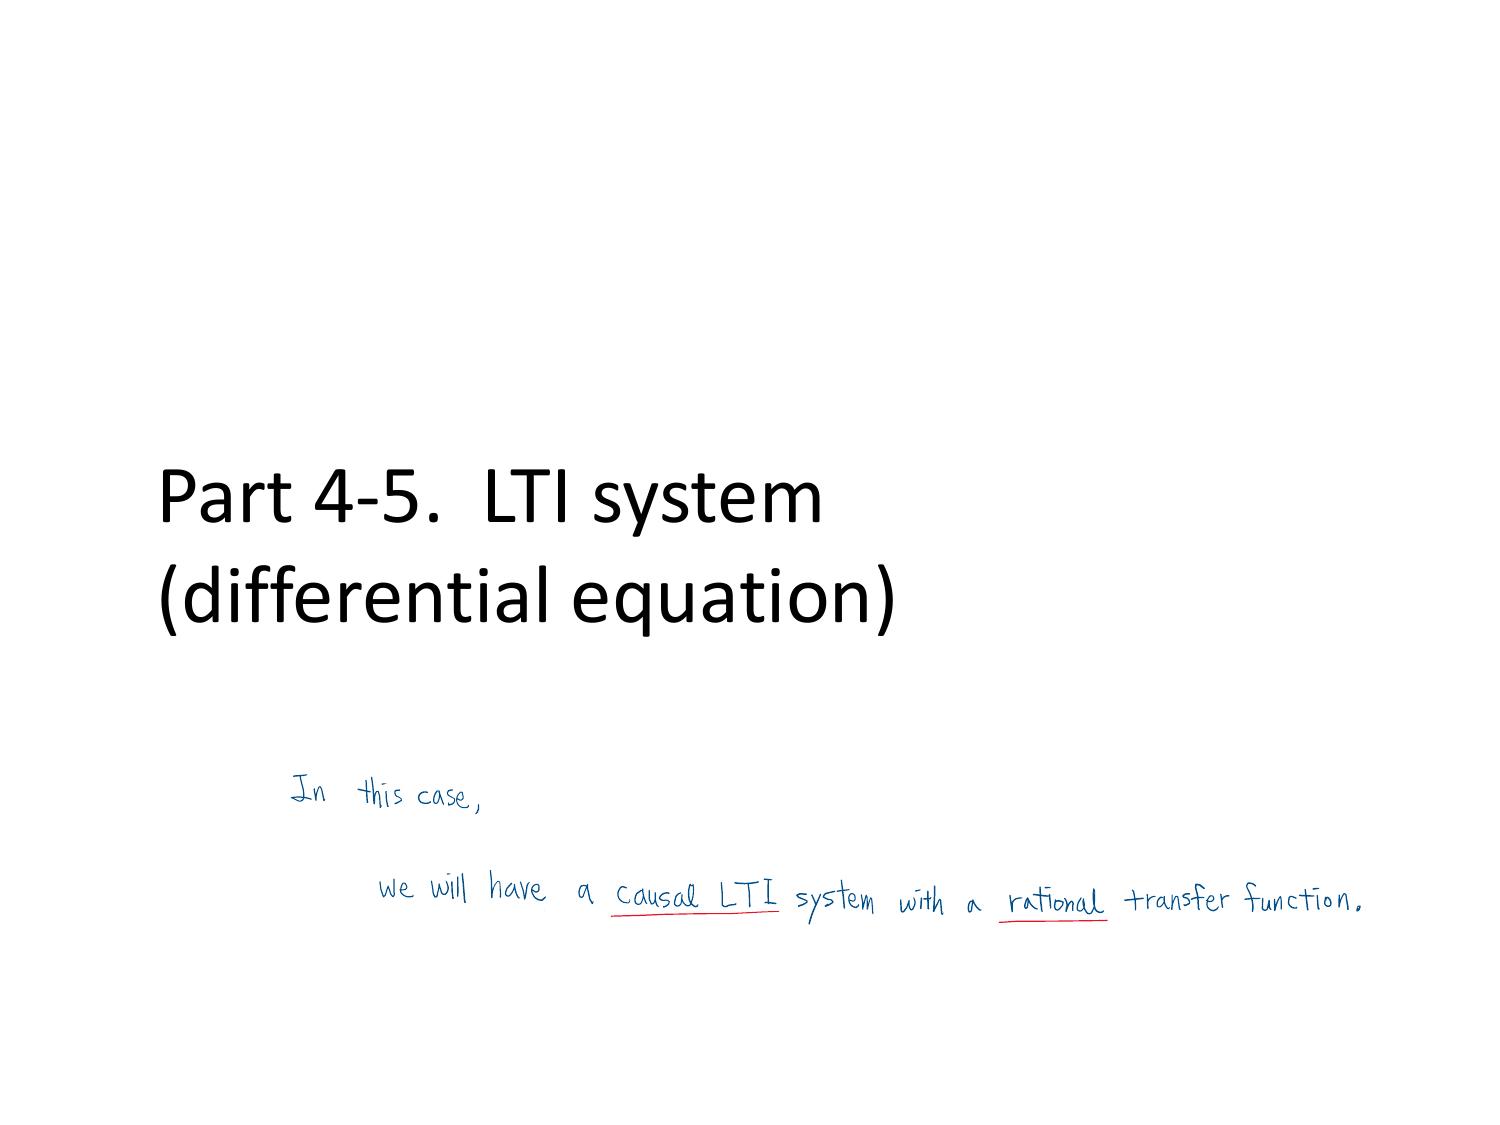 Part 4-5. LTI system
(differential equation)
In this case,
we will have a causal LTI system with a rational transfer function.